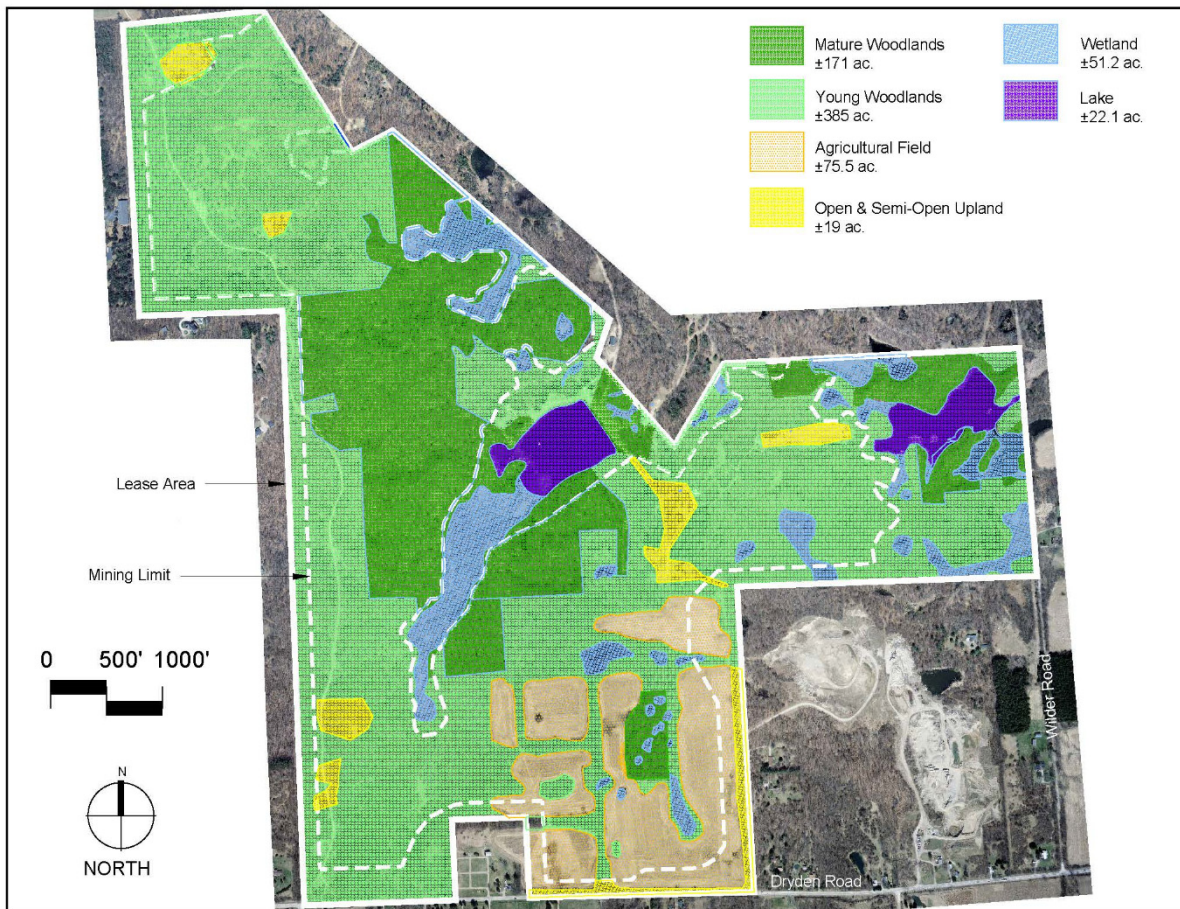 Mature Woodlands
±171 ac.
Young Woodlands
±385 ac.
Agricultural Field
±75.5 ac.
Open & Semi-Open Upland
±19 ac.
Wetland
±51.2 ac.
Lake
±22.1 ac.
Lease Area
Mining Limit
0 500' 1000'
N
NORTH
Wilder Road
Dryden Road